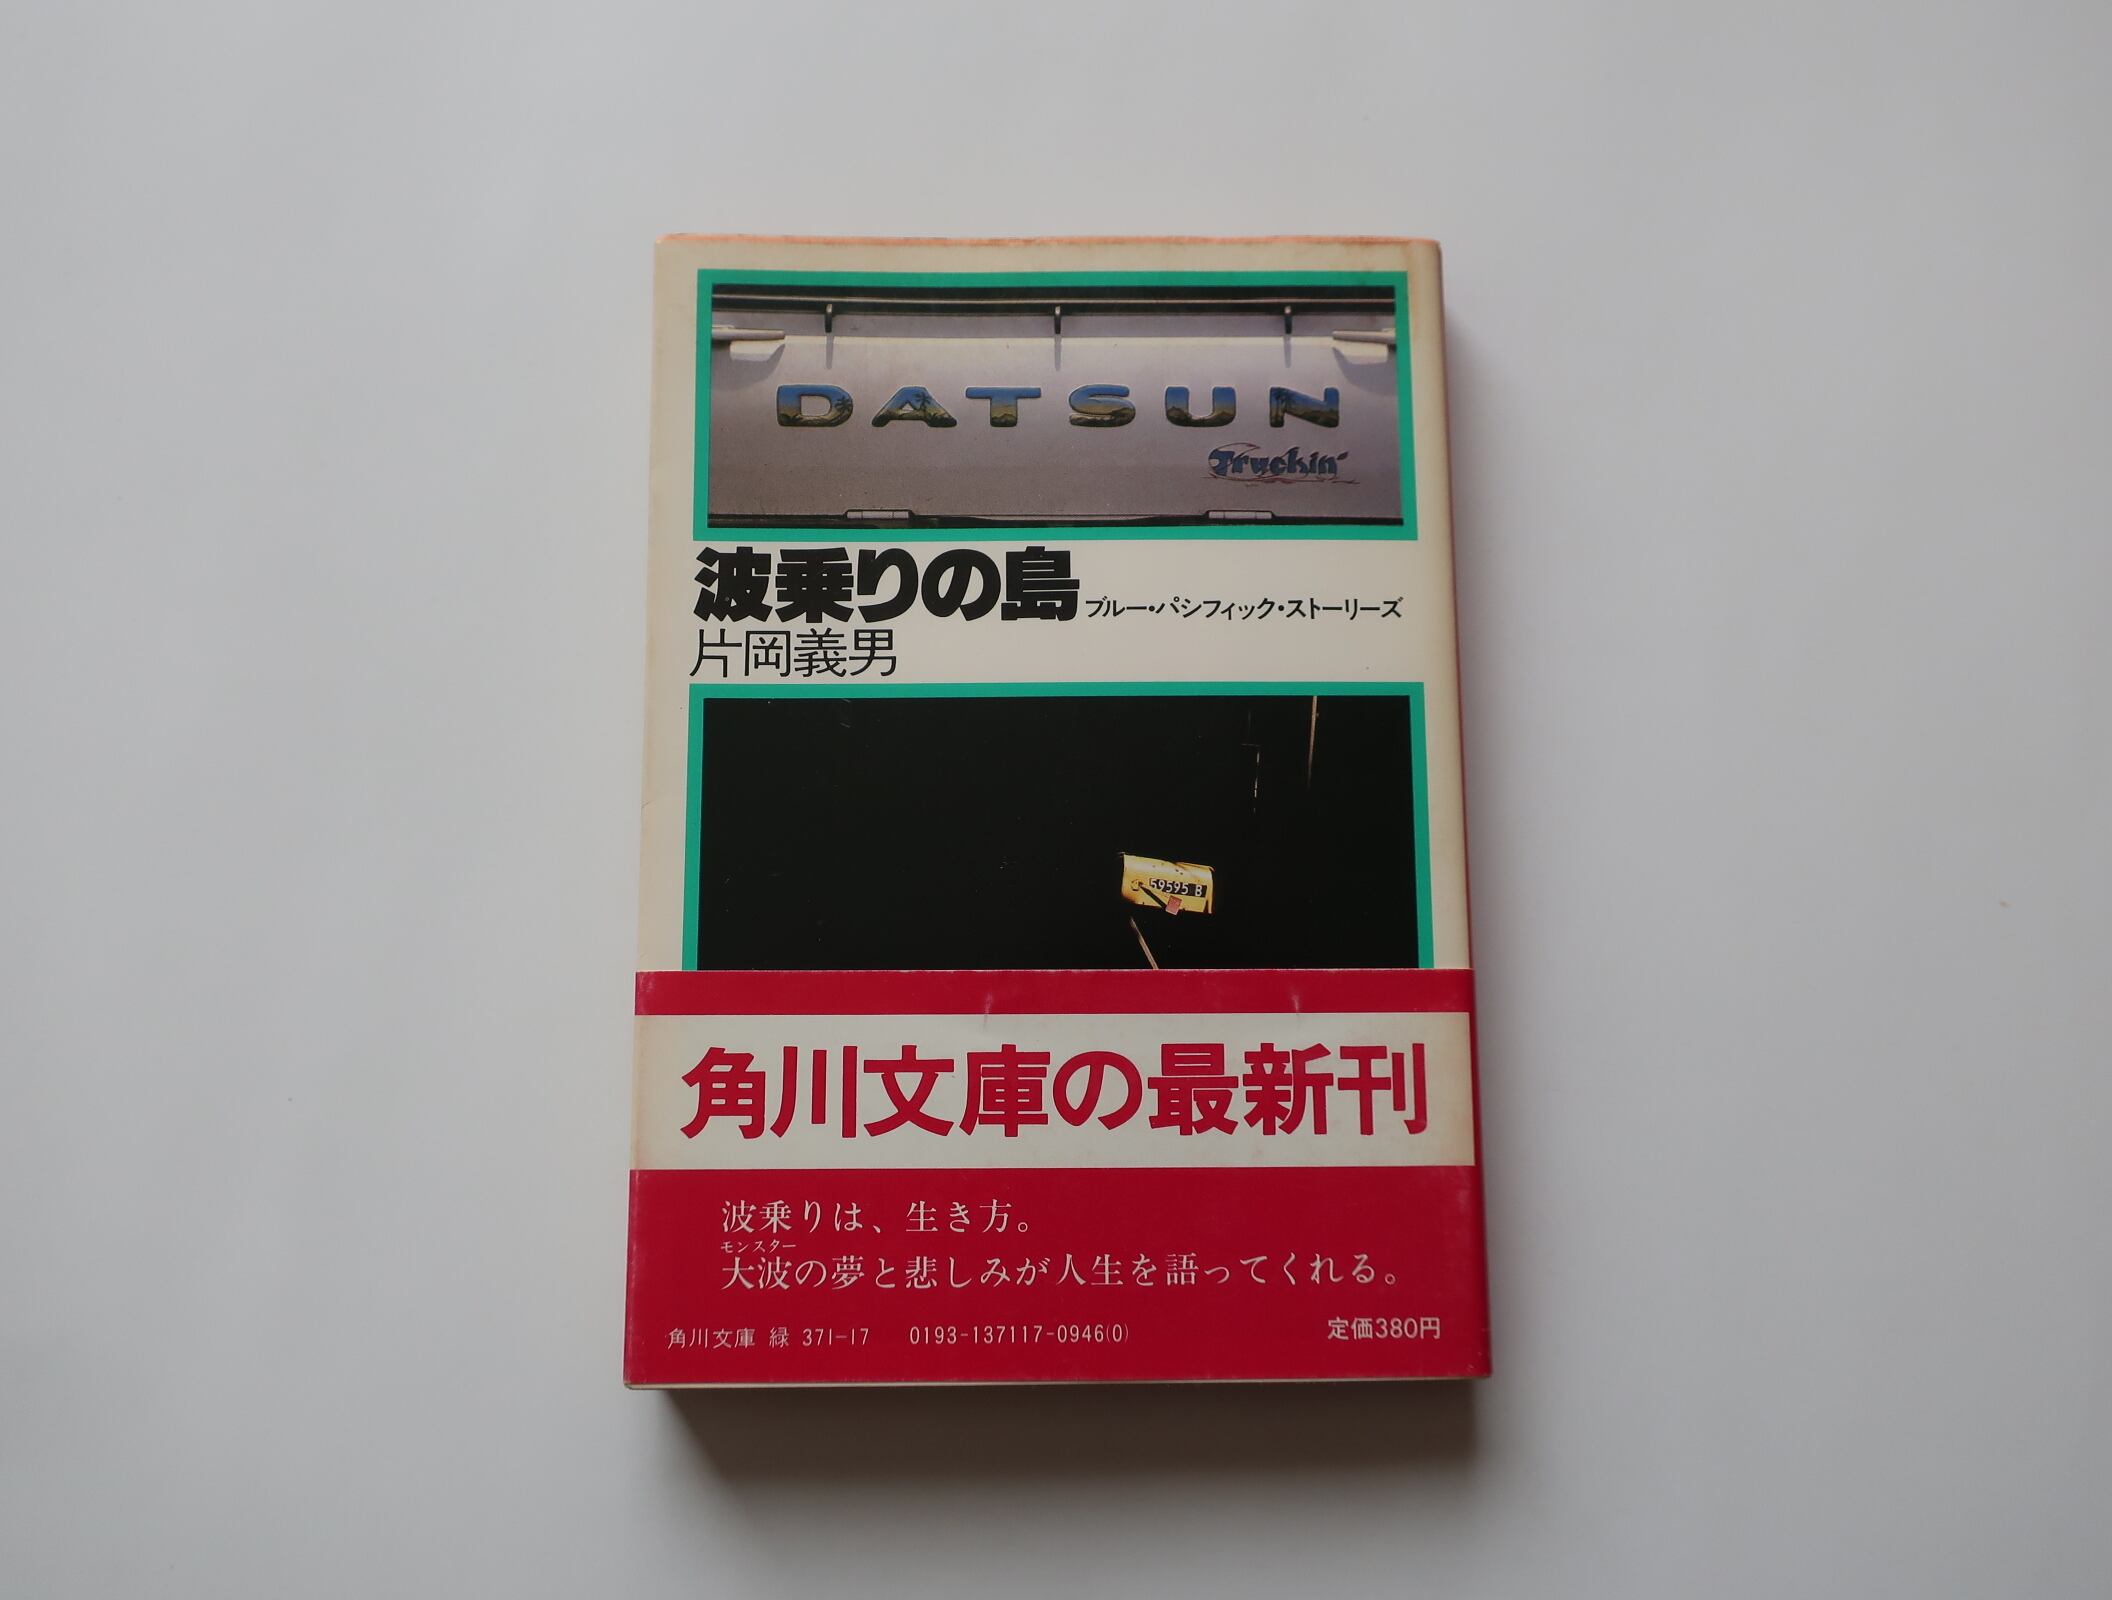 DATSUN
Truckin'
波乗りの島 ブルー・パシフィック・ストーリーズ
片岡義男
59595 B
角川文庫の最新刊
波乗りは、生き方。
モンスター
大波の夢と悲しみが人生を語ってくれる。
角川文庫 緑 371-17 0193-137117-0946(0) 定価380円